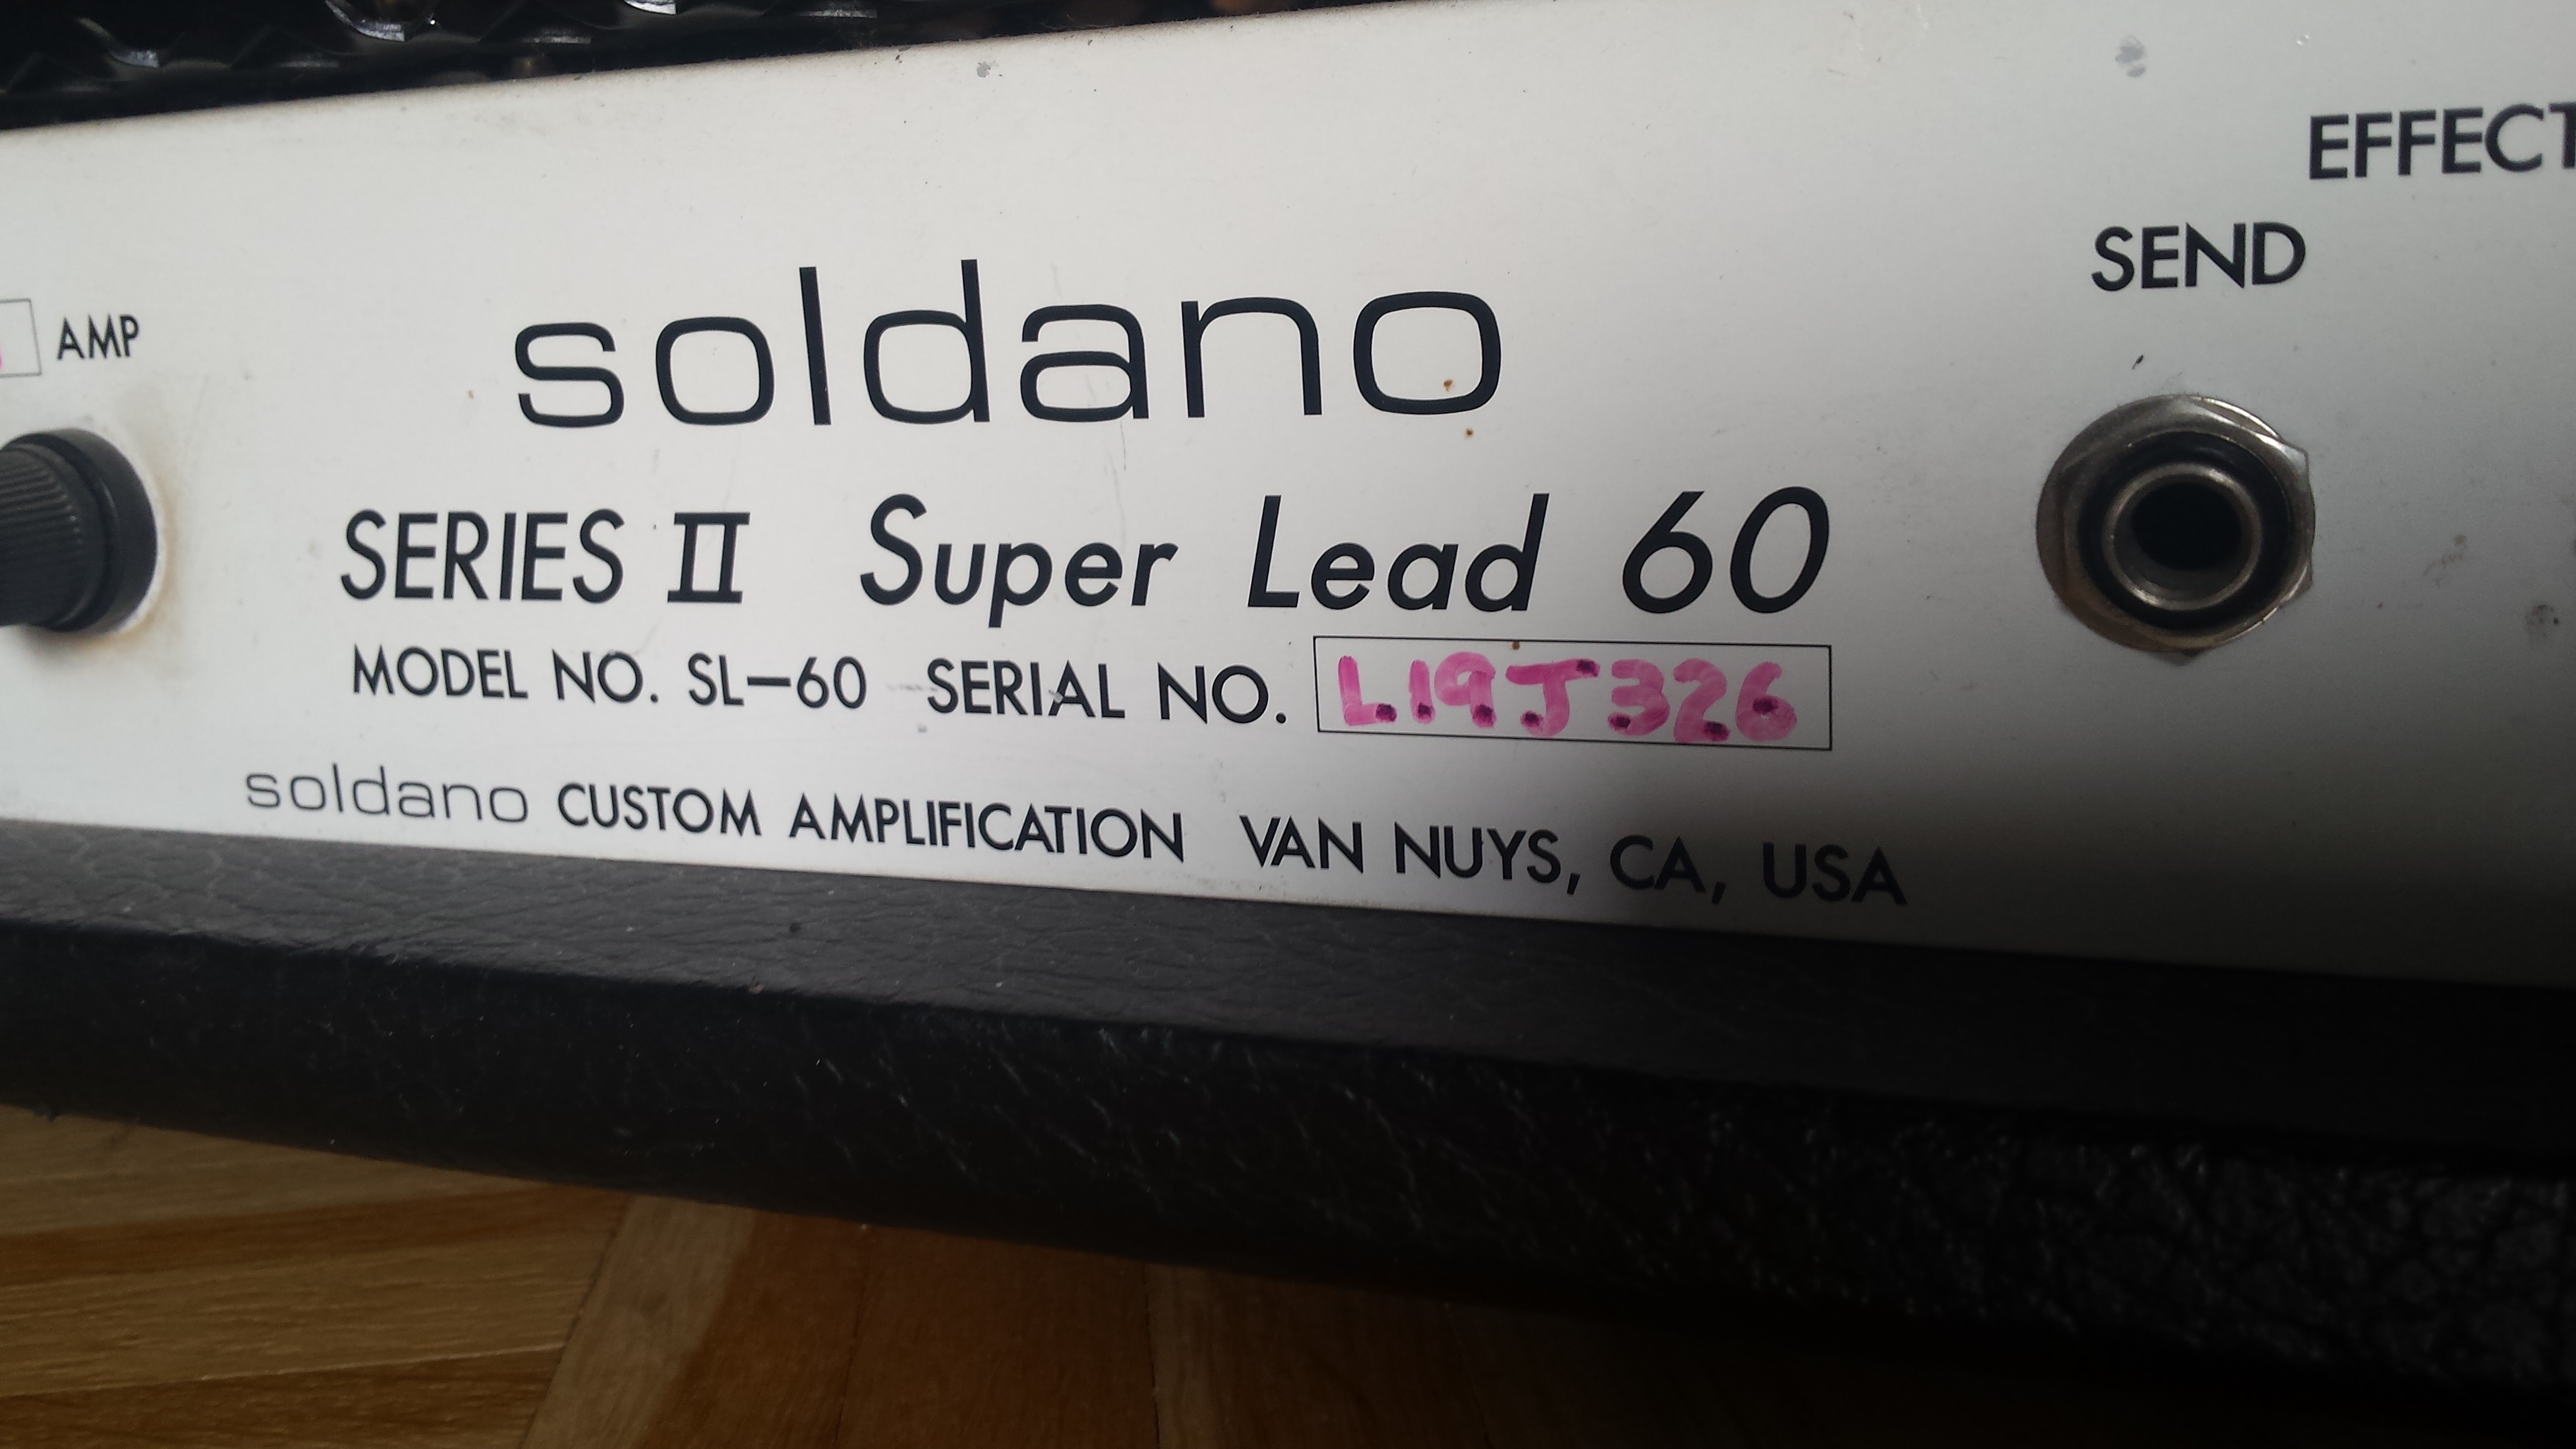 EFFECT
SEND
AMP
soldano
SERIES II Super Lead 60
MODEL NO. SL-60 SERIAL NO. L19J326
soldano CUSTOM AMPLIFICATION VAN NUYS, CA, USA